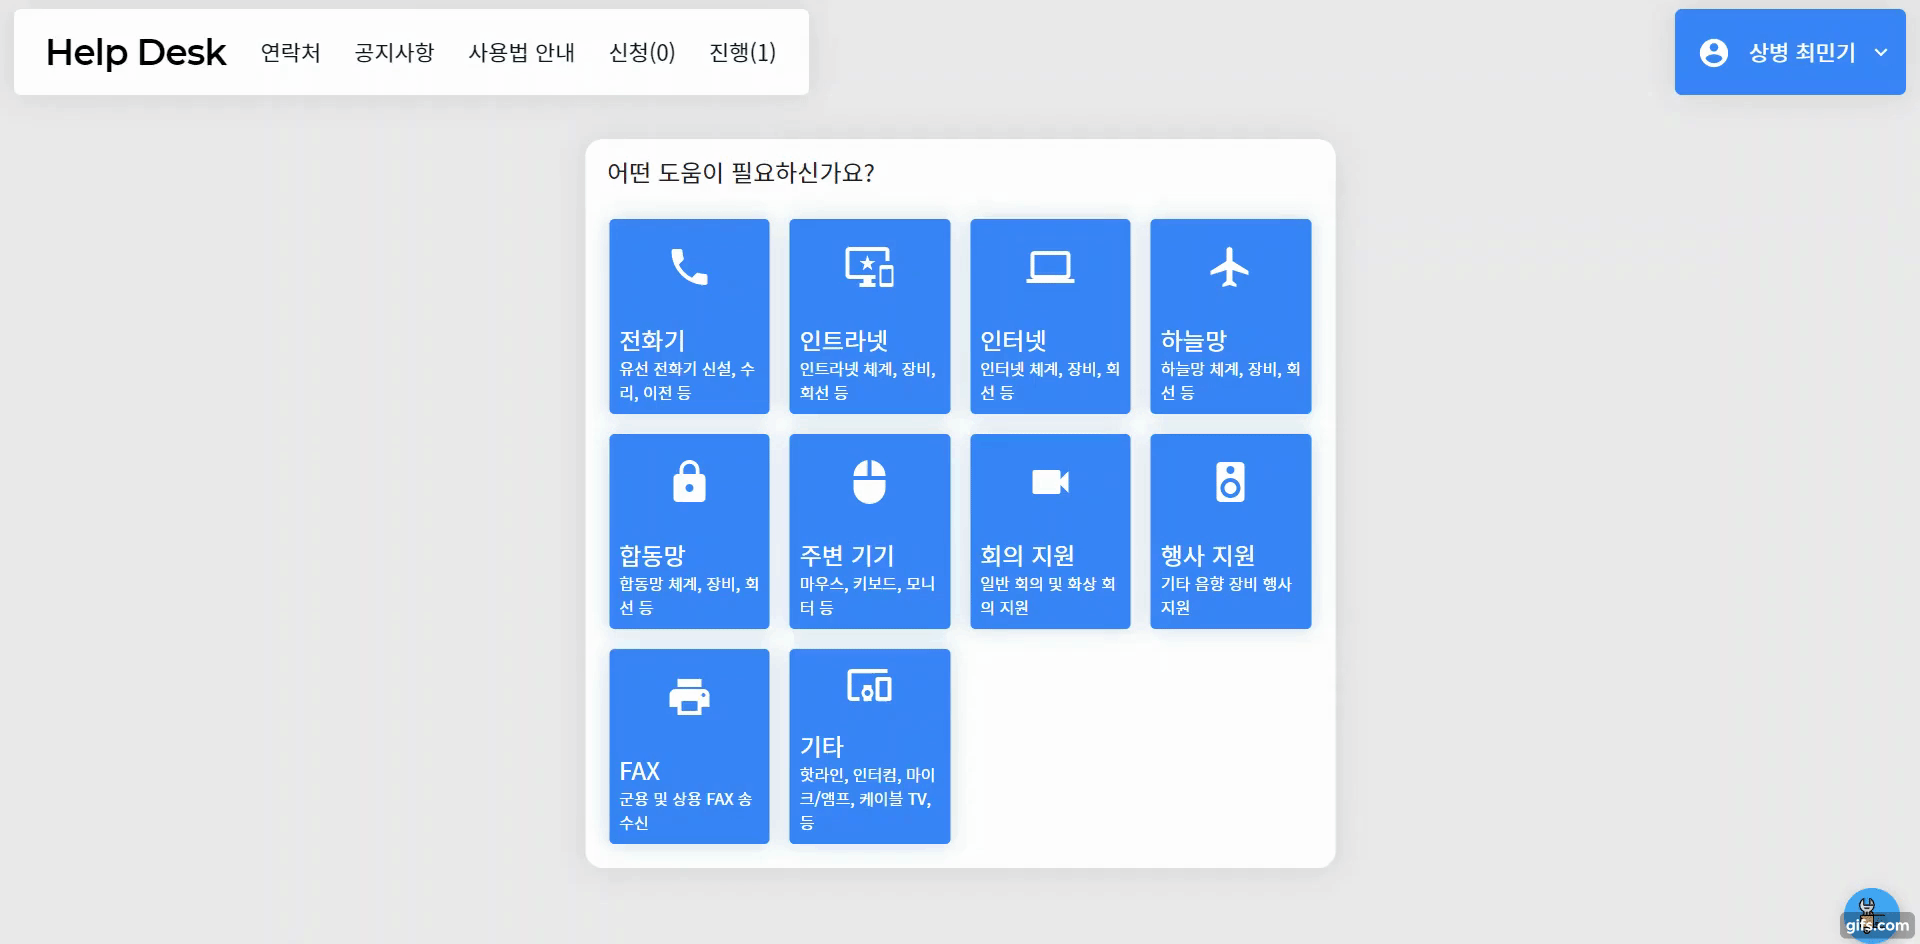 Help Desk 연락처 공지사항 사용법 안내 신청(0) 진행(1)
상병 최민기
어떤 도움이 필요하신가요?
전화기
유선 전화기 신설, 수
리, 이전 등
인트라넷
인트라넷 체계, 장비,
회선 등
인터넷
인터넷 체계, 장비, 회
선 등
하늘망
하늘망 체계, 장비, 회
선 등
합동망
합동망 체계, 장비, 회
선 등
주변 기기
마우스, 키보드, 모니
터 등
회의 지원
일반 회의 및 화상 회
의 지원
행사 지원
기타 음향 장비 행사
지원
FAX
군용 및 상용 FAX 송
수신
기타
핫라인, 인터컴, 마이
크/앰프, 케이블 TV,
등
gifs.com